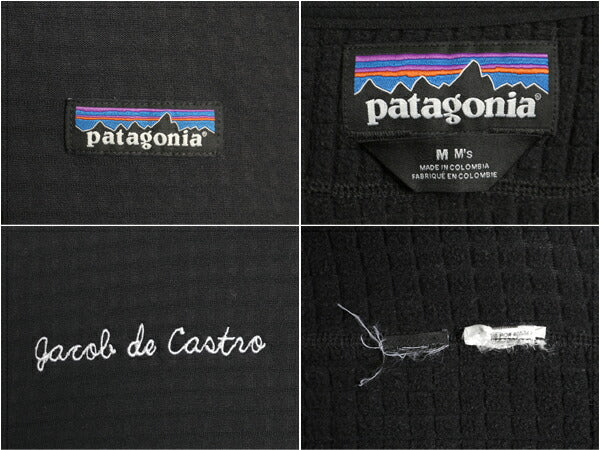 patagonia®
patagonia®
M M's
MADE IN COLOMBIA
FABRIQUÉ EN COLOMBIE
Jacob de Castro